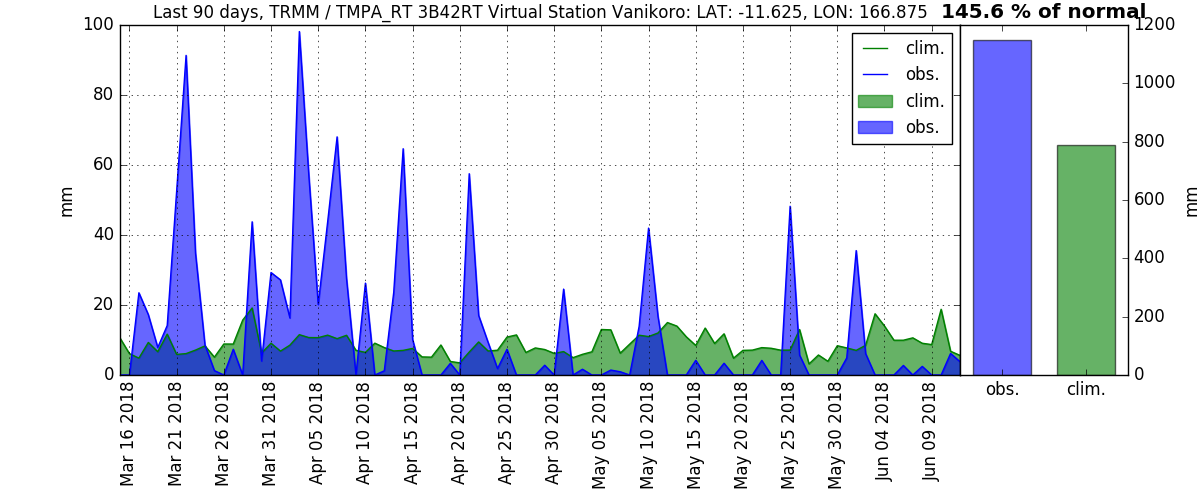 Last 90 days, TRMM / TMPA_RT 3B42RT Virtual Station Vanikoro: LAT: -11.625, LON: 166.875 145.6 % of normal
100
80
60
40
20
0
mm
clim.
obs.
clim.
obs.
Mar 16 2018
Mar 21 2018
Mar 26 2018
Mar 31 2018
Apr 05 2018
Apr 10 2018
Apr 15 2018
Apr 20 2018
Apr 25 2018
Apr 30 2018
May 05 2018
May 10 2018
May 15 2018
May 20 2018
May 25 2018
May 30 2018
Jun 04 2018
Jun 09 2018
1200
1000
800
600
400
200
0
mm
obs. clim.